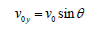 v₀y = v₀ sin θ